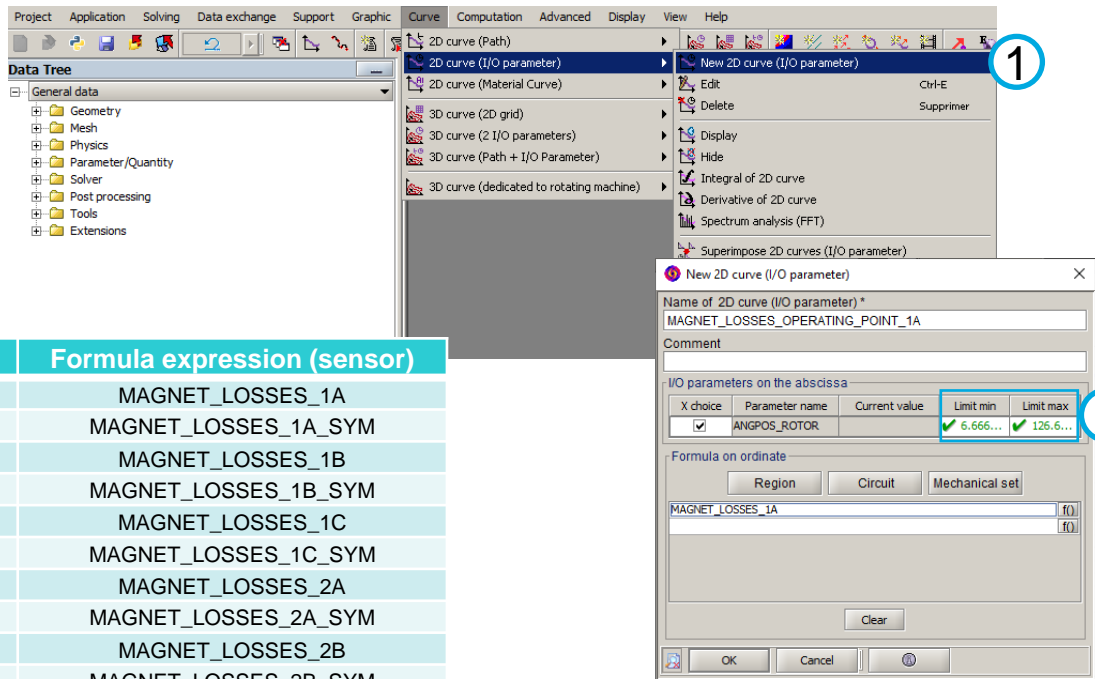 Project Application Solving Data exchange Support Graphic Curve Computation Advanced Display View Help
Data Tree
General data
Geometry
Mesh
Physics
Parameter/Quantity
Solver
Post processing
Tools
Extensions
2D curve (Path)
2D curve (I/O parameter)
2D curve (Material Curve)
3D curve (2D grid)
3D curve (2 I/O parameters)
3D curve (Path + I/O Parameter)
3D curve (dedicated to rotating machine)
New 2D curve (I/O parameter)
Edit Ctrl-E
Delete Supprimer
Display
Hide
Integral of 2D curve
Derivative of 2D curve
Spectrum analysis (FFT)
Superimpose 2D curves (I/O parameter)
1
New 2D curve (I/O parameter)
Name of 2D curve (I/O parameter) *
MAGNET_LOSSES_OPERATING_POINT_1A
Comment
I/O parameters on the abscissa
X choice Parameter name Current value Limit min Limit max
ANGPOS_ROTOR 6.666... 126.6...
Formula on ordinate
Region Circuit Mechanical set
MAGNET_LOSSES_1A f()
f()
Clear
OK Cancel
Formula expression (sensor)
MAGNET_LOSSES_1A
MAGNET_LOSSES_1A_SYM
MAGNET_LOSSES_1B
MAGNET_LOSSES_1B_SYM
MAGNET_LOSSES_1C
MAGNET_LOSSES_1C_SYM
MAGNET_LOSSES_2A
MAGNET_LOSSES_2A_SYM
MAGNET_LOSSES_2B
MAGNET_LOSSES_2B_SYM